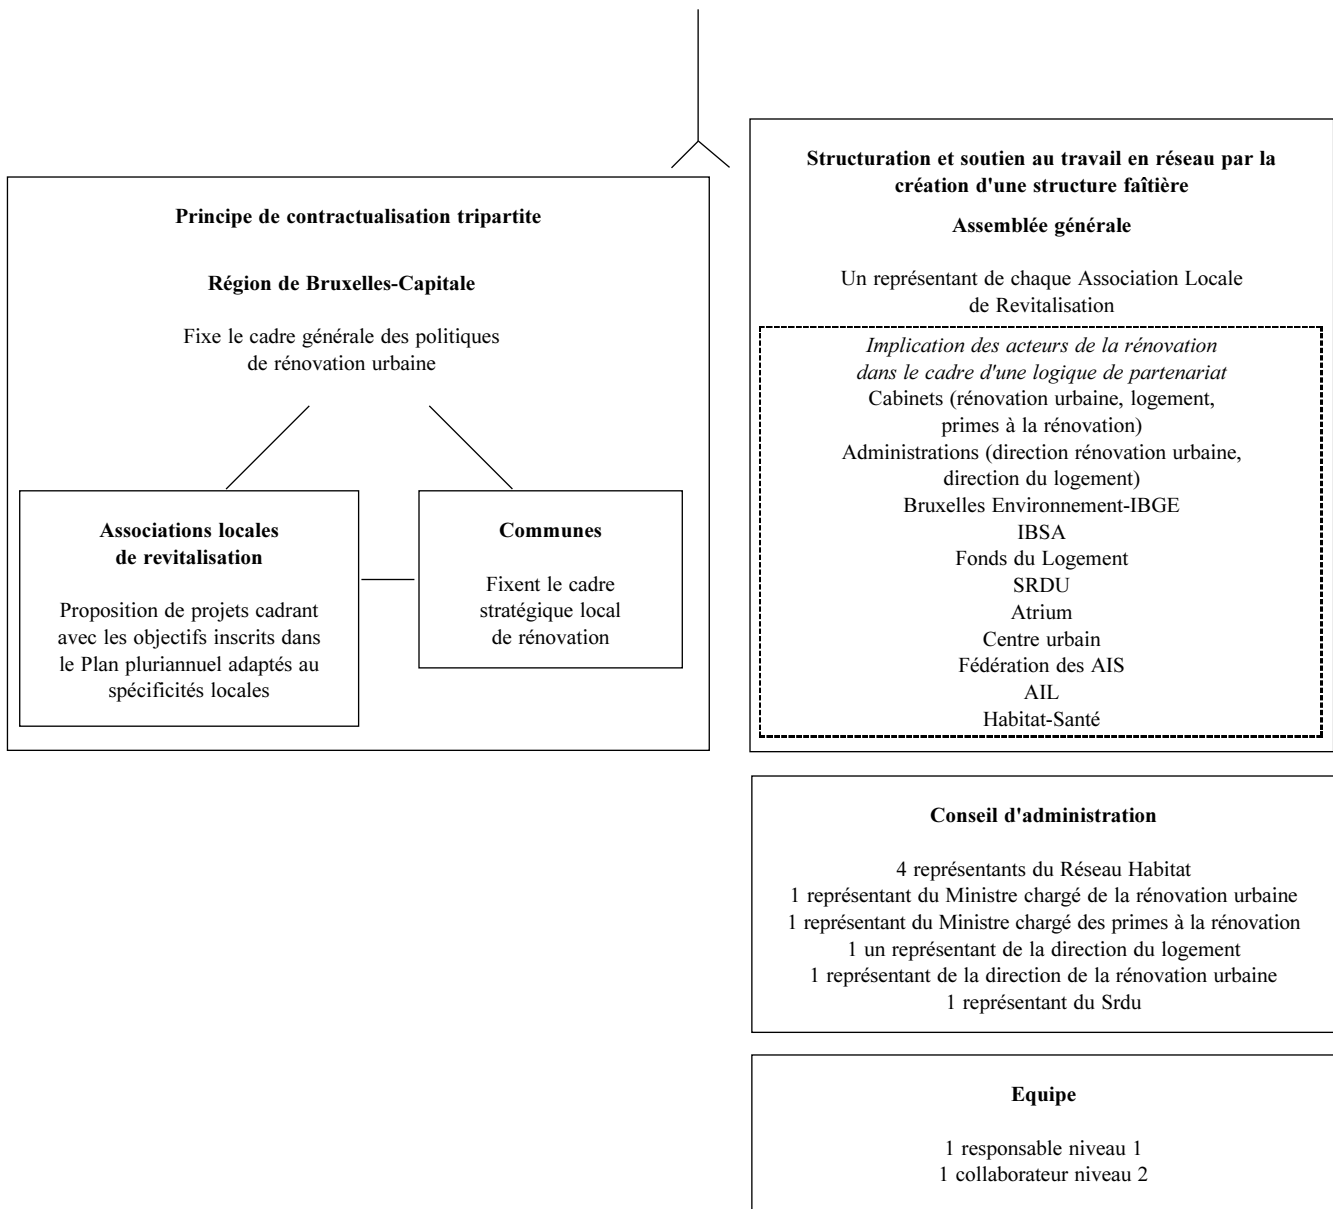 Principe de contractualisation tripartite
Région de Bruxelles-Capitale
Fixe le cadre générale des politiques
de rénovation urbaine
Associations locales
de revitalisation
Proposition de projets cadrant
avec les objectifs inscrits dans
le Plan pluriannuel adaptés au
spécificités locales
Communes
Fixent le cadre
stratégique local
de rénovation
Structuration et soutien au travail en réseau par la
création d'une structure faîtière
Assemblée générale
Un représentant de chaque Association Locale
de Revitalisation
Implication des acteurs de la rénovation
dans le cadre d'une logique de partenariat
Cabinets (rénovation urbaine, logement,
primes à la rénovation)
Administrations (direction rénovation urbaine,
direction du logement)
Bruxelles Environnement-IBGE
IBSA
Fonds du Logement
SRDU
Atrium
Centre urbain
Fédération des AIS
AIL
Habitat-Santé
Conseil d'administration
4 représentants du Réseau Habitat
1 représentant du Ministre chargé de la rénovation urbaine
1 représentant du Ministre chargé des primes à la rénovation
1 un représentant de la direction du logement
1 représentant de la direction de la rénovation urbaine
1 représentant du Srdu
Equipe
1 responsable niveau 1
1 collaborateur niveau 2